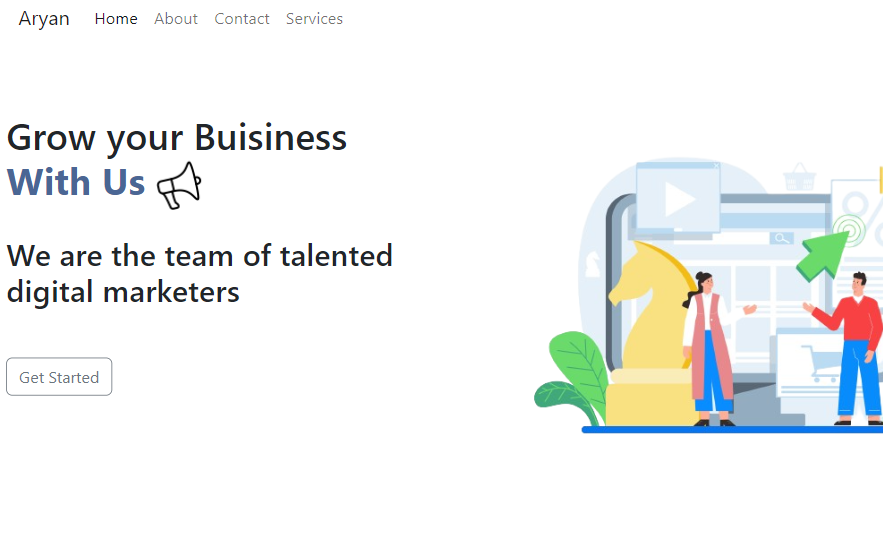 Aryan Home About Contact Services
Grow your Buisiness
With Us
We are the team of talented
digital marketers
Get Started